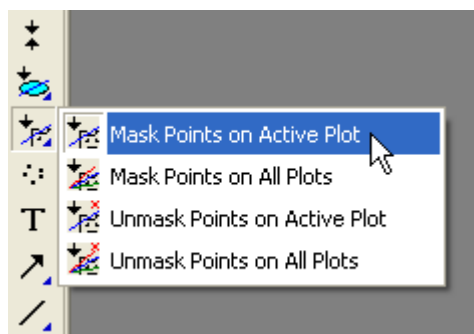 Mask Points on Active Plot
Mask Points on All Plots
T
Unmask Points on Active Plot
Unmask Points on All Plots